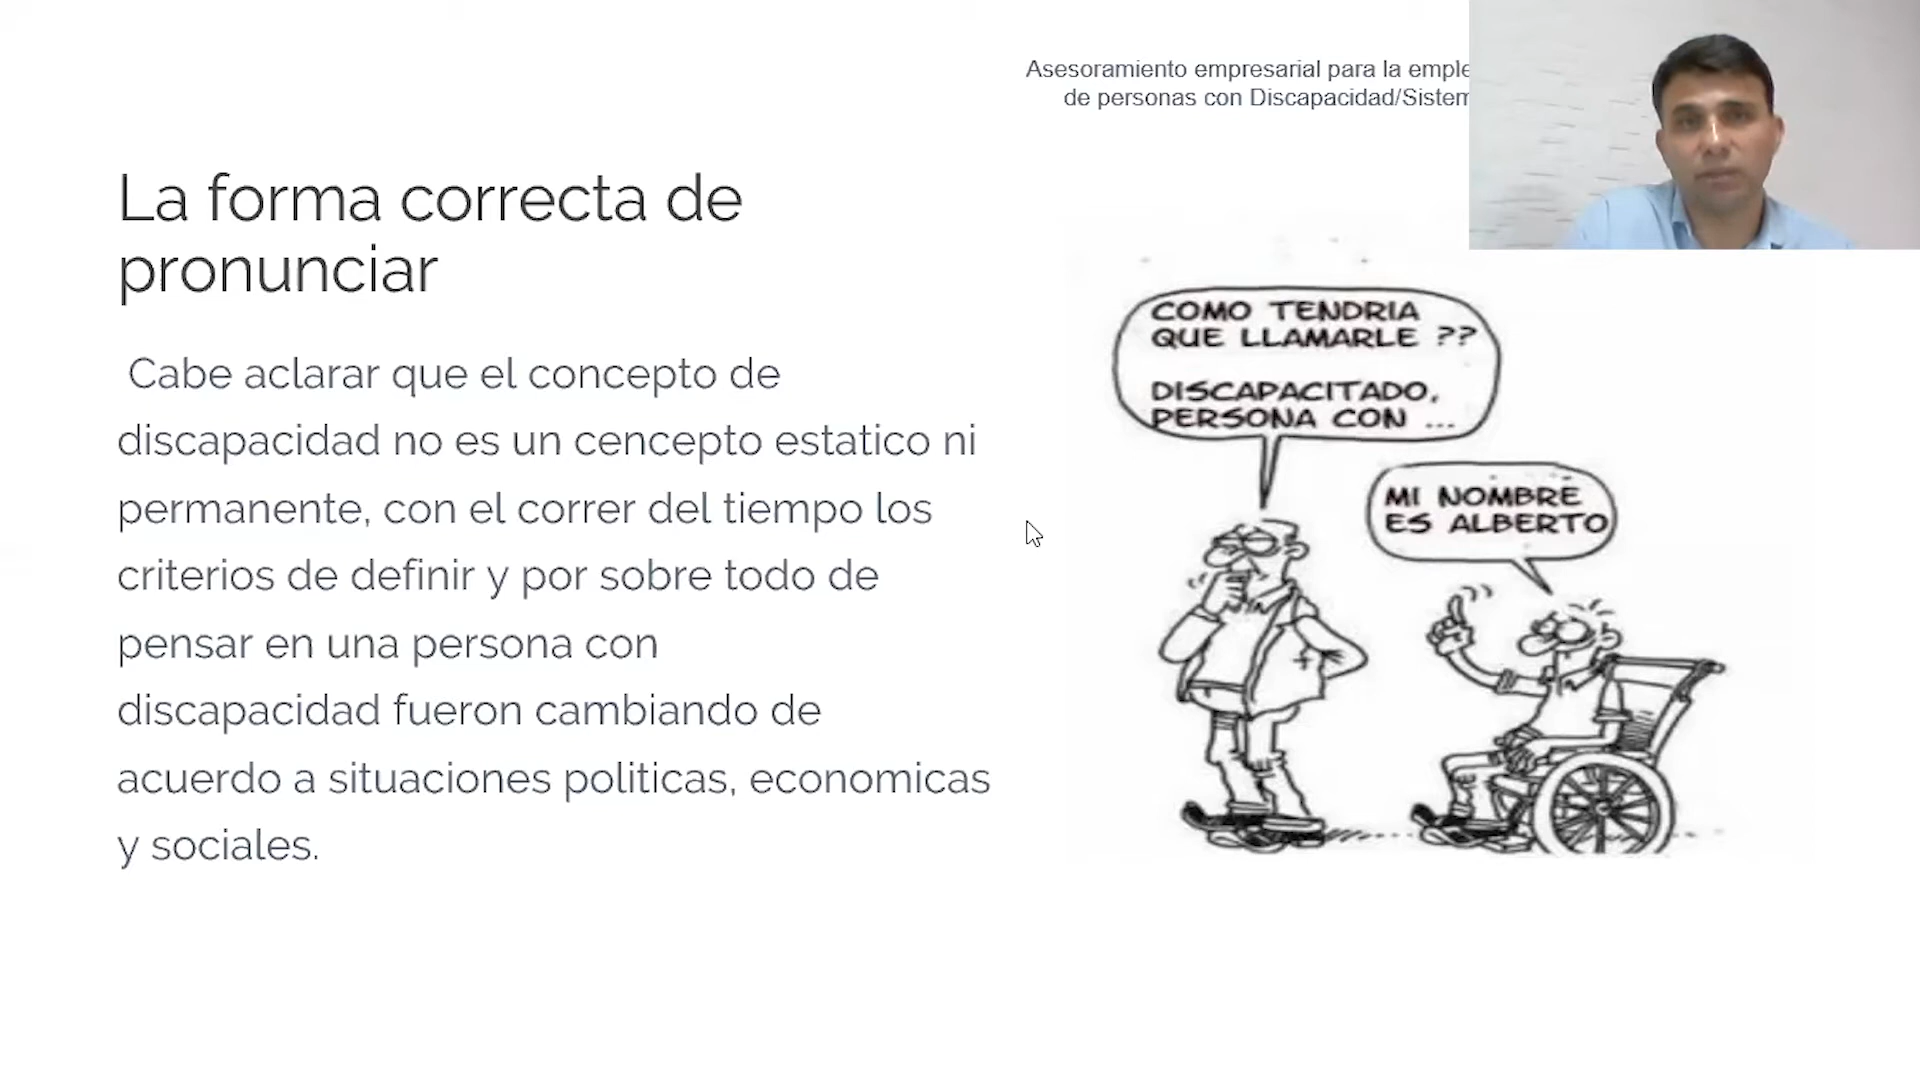 Asesoramiento empresarial para la emple
de personas con Discapacidad/Sistem
La forma correcta de
pronunciar
Cabe aclarar que el concepto de
discapacidad no es un cencepto estatico ni
permanente, con el correr del tiempo los
criterios de definir y por sobre todo de
pensar en una persona con
discapacidad fueron cambiando de
acuerdo a situaciones politicas, economicas
y sociales.
COMO TENDRIA
QUE LLAMARLE ??
DISCAPACITADO,
PERSONA CON ...
MI NOMBRE
ES ALBERTO